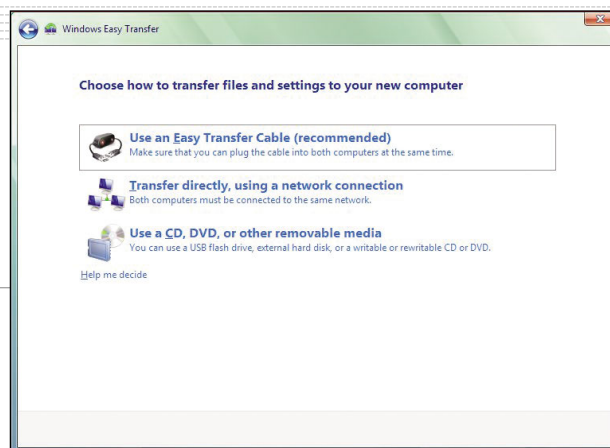 Windows Easy Transfer
Choose how to transfer files and settings to your new computer
Use an Easy Transfer Cable (recommended)
Make sure that you can plug the cable into both computers at the same time.
Transfer directly, using a network connection
Both computers must be connected to the same network.
Use a CD, DVD, or other removable media
You can use a USB flash drive, external hard disk, or a writable or rewritable CD or DVD.
Help me decide